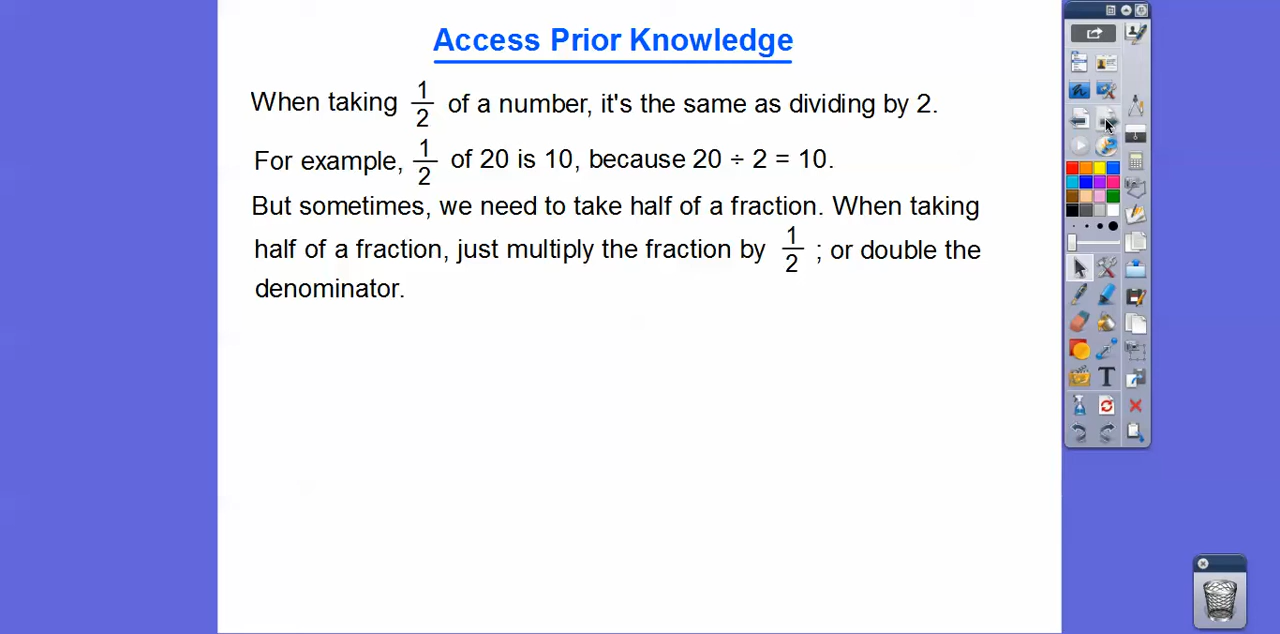 Access Prior Knowledge
When taking 1/2 of a number, it's the same as dividing by 2.
For example, 1/2 of 20 is 10, because 20 ÷ 2 = 10.
But sometimes, we need to take half of a fraction. When taking
half of a fraction, just multiply the fraction by 1/2 ; or double the
denominator.